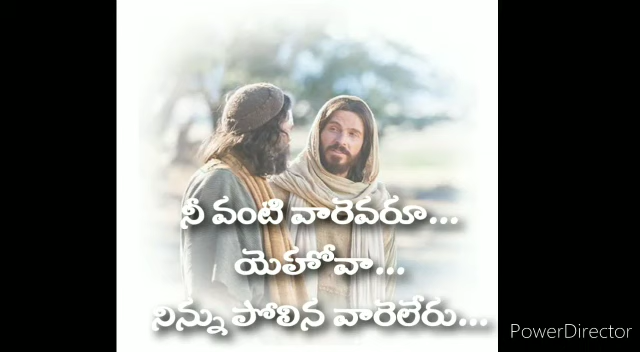 నీ వంటి వారెవరూ...
యెహోవా...
నిన్ను పోలిన వారెలేరు...
PowerDirector